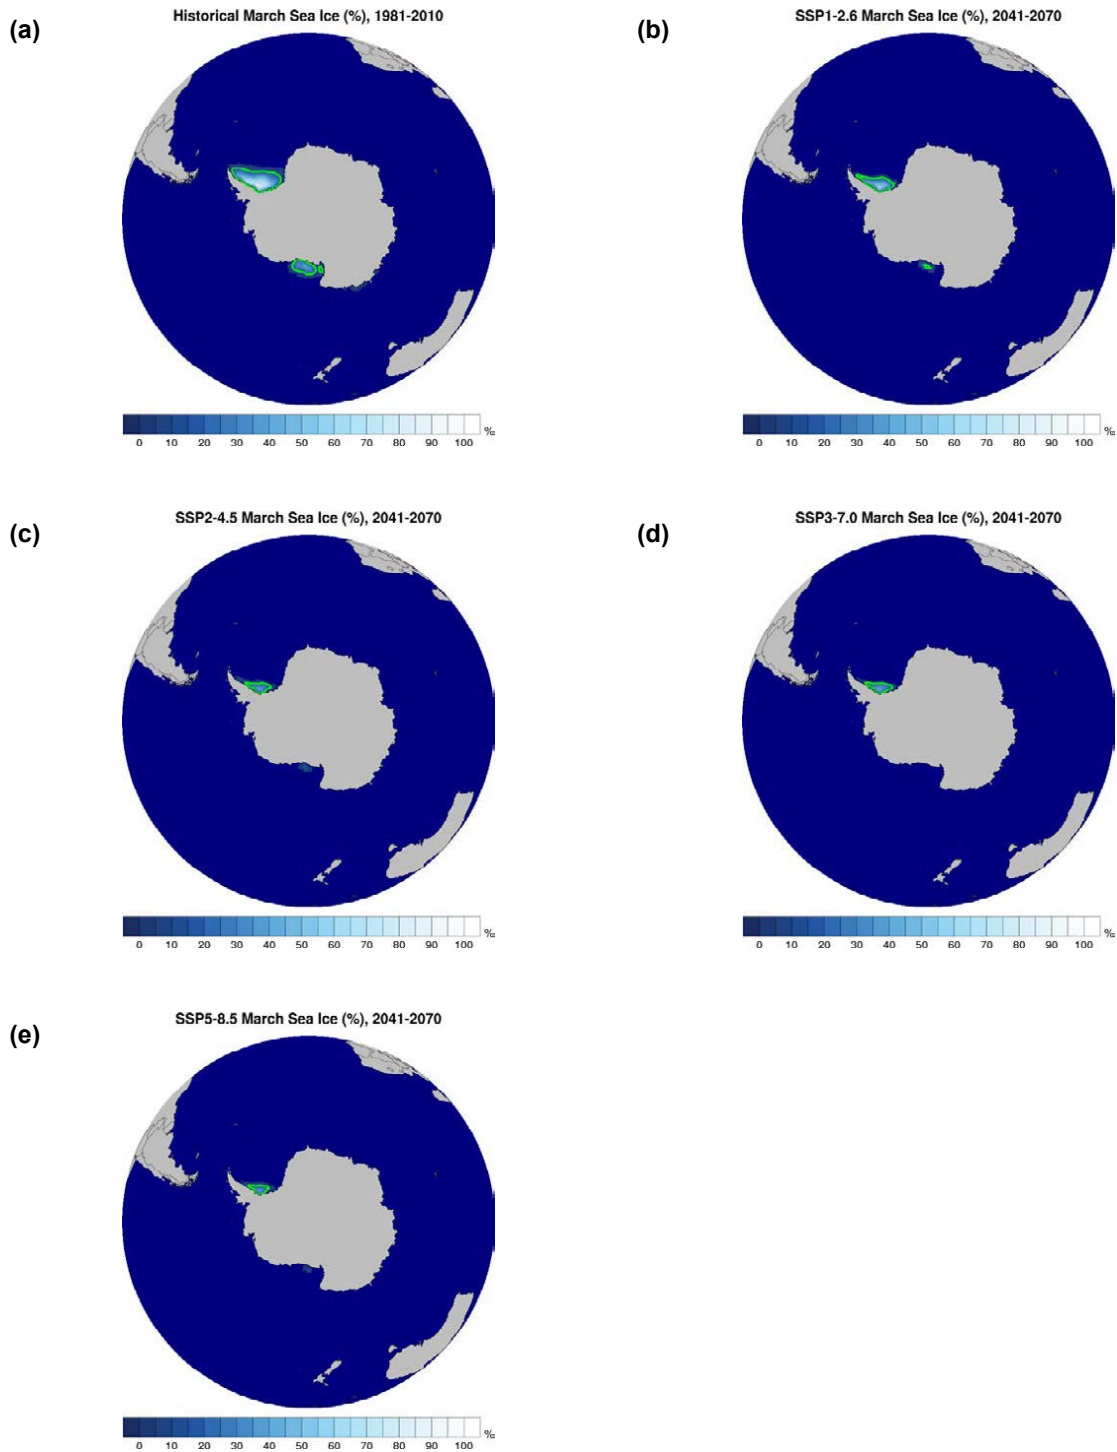 (a)
Historical March Sea Ice (%), 1981-2010
0 10 20 30 40 50 60 70 80 90 100 %
(b)
SSP1-2.6 March Sea Ice (%), 2041-2070
0 10 20 30 40 50 60 70 80 90 100 %
(c)
SSP2-4.5 March Sea Ice (%), 2041-2070
0 10 20 30 40 50 60 70 80 90 100 %
(d)
SSP3-7.0 March Sea Ice (%), 2041-2070
0 10 20 30 40 50 60 70 80 90 100 %
(e)
SSP5-8.5 March Sea Ice (%), 2041-2070
0 10 20 30 40 50 60 70 80 90 100 %